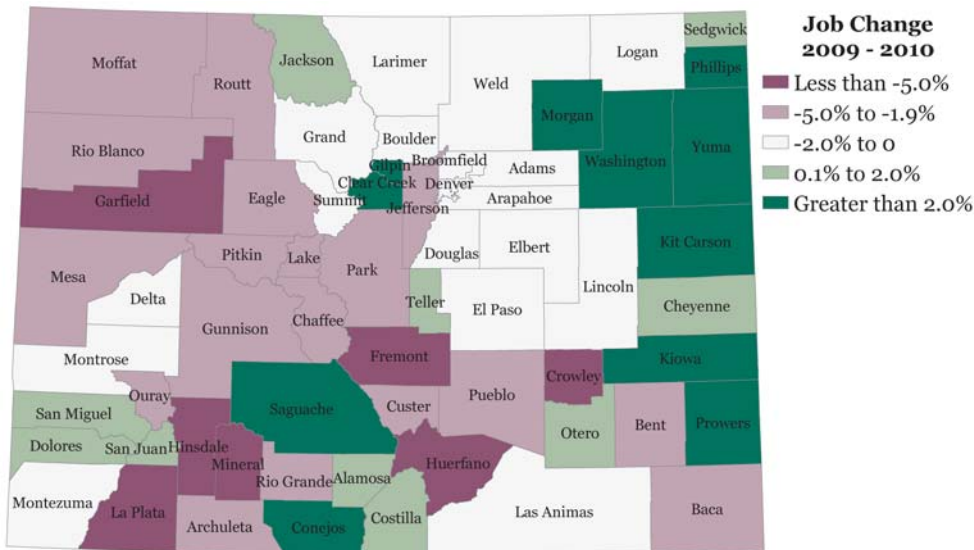 Job Change
2009 - 2010
Less than -5.0%
-5.0% to -1.9%
-2.0% to 0
0.1% to 2.0%
Greater than 2.0%
Moffat
Routt
Jackson
Larimer
Weld
Logan
Sedgwick
Phillips
Rio Blanco
Grand
Boulder
Morgan
Washington
Yuma
Gilpin
Broomfield
Adams
Clear Creek
Denver
Garfield
Eagle
Summit
Jefferson
Arapahoe
Mesa
Pitkin
Lake
Park
Douglas
Elbert
Kit Carson
Delta
Lincoln
Teller
Cheyenne
Gunnison
Chaffee
El Paso
Montrose
Fremont
Kiowa
Crowley
Ouray
Saguache
Custer
Pueblo
San Miguel
Otero
Bent
Prowers
Dolores
San Juan
Hinsdale
Mineral
Rio Grande
Alamosa
Huerfano
Montezuma
La Plata
Archuleta
Conejos
Costilla
Las Animas
Baca